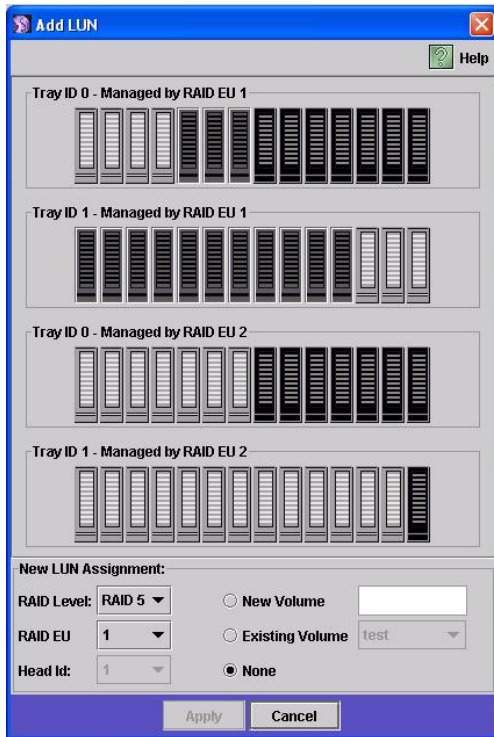 Add LUN
Help
Tray ID 0 - Managed by RAID EU 1
Tray ID 1 - Managed by RAID EU 1
Tray ID 0 - Managed by RAID EU 2
Tray ID 1 - Managed by RAID EU 2
New LUN Assignment:
RAID Level: RAID 5 New Volume
RAID EU 1 Existing Volume test
Head Id: 1 None
Apply Cancel